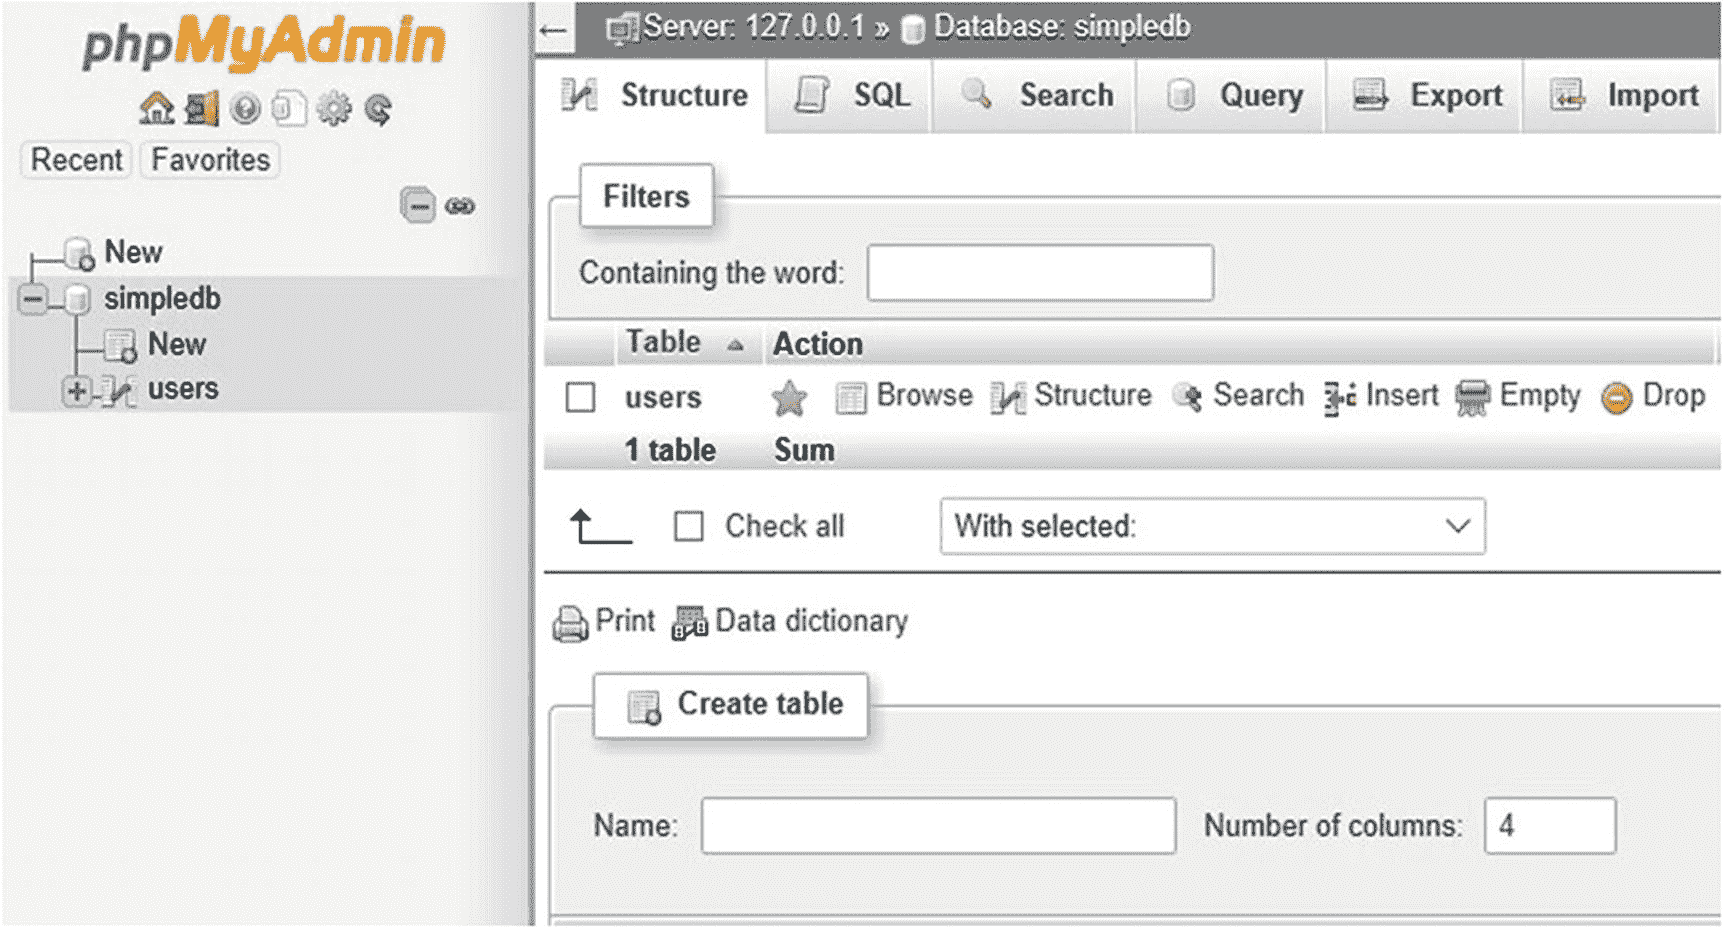 phpMyAdmin
Recent Favorites
New
simpledb
New
users
Server: 127.0.0.1 » Database: simpledb
Structure SQL Search Query Export Import
Filters
Containing the word:
Table Action
users Browse Structure Search Insert Empty Drop
1 table Sum
Check all With selected:
Print Data dictionary
Create table
Name: Number of columns: 4